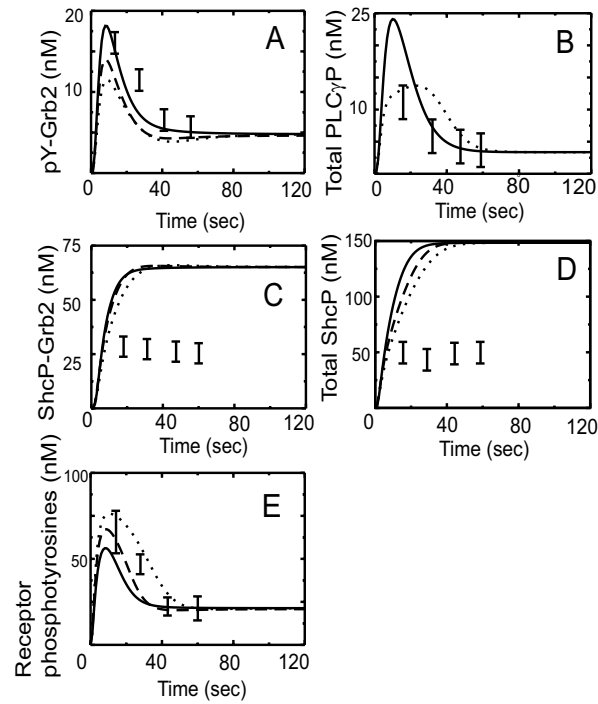 20
10
pY-Grb2 (nM)
A
0 40 80 120
Time (sec)
25
10
Total PLCγP (nM)
B
0 40 80 120
Time (sec)
75
50
25
ShcP-Grb2 (nM)
C
0 40 80 120
Time (sec)
150
100
50
Total ShcP (nM)
D
0 40 80 120
Time (sec)
100
50
Receptor
phosphotyrosines (nM)
E
0 40 80 120
Time (sec)